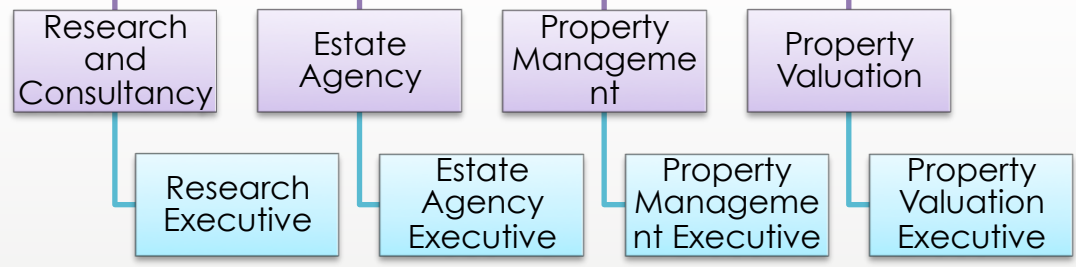 Research
and
Consultancy
Estate
Agency
Property
Manageme
nt
Property
Valuation
Research
Executive
Estate
Agency
Executive
Property
Manageme
nt Executive
Property
Valuation
Executive